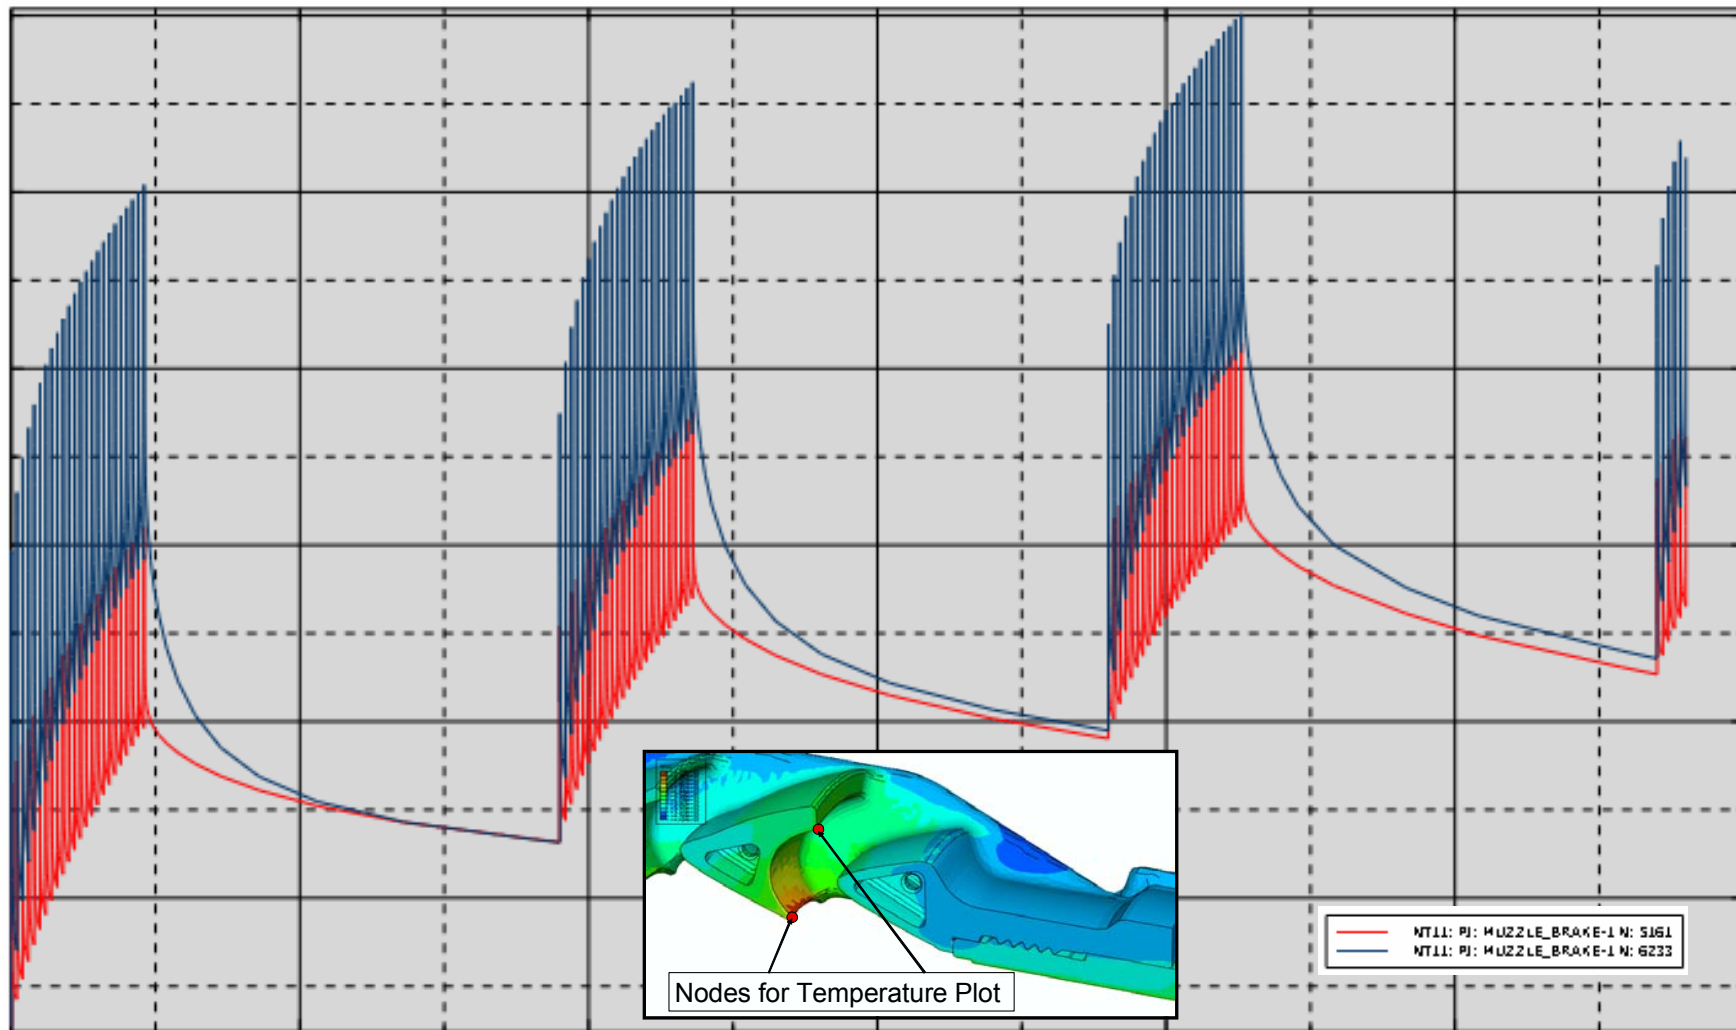 Nodes for Temperature Plot
NT11: PI: MUZZLE_BRAKE-1 N: 5161
NT11: PI: MUZZLE_BRAKE-1 N: 6233